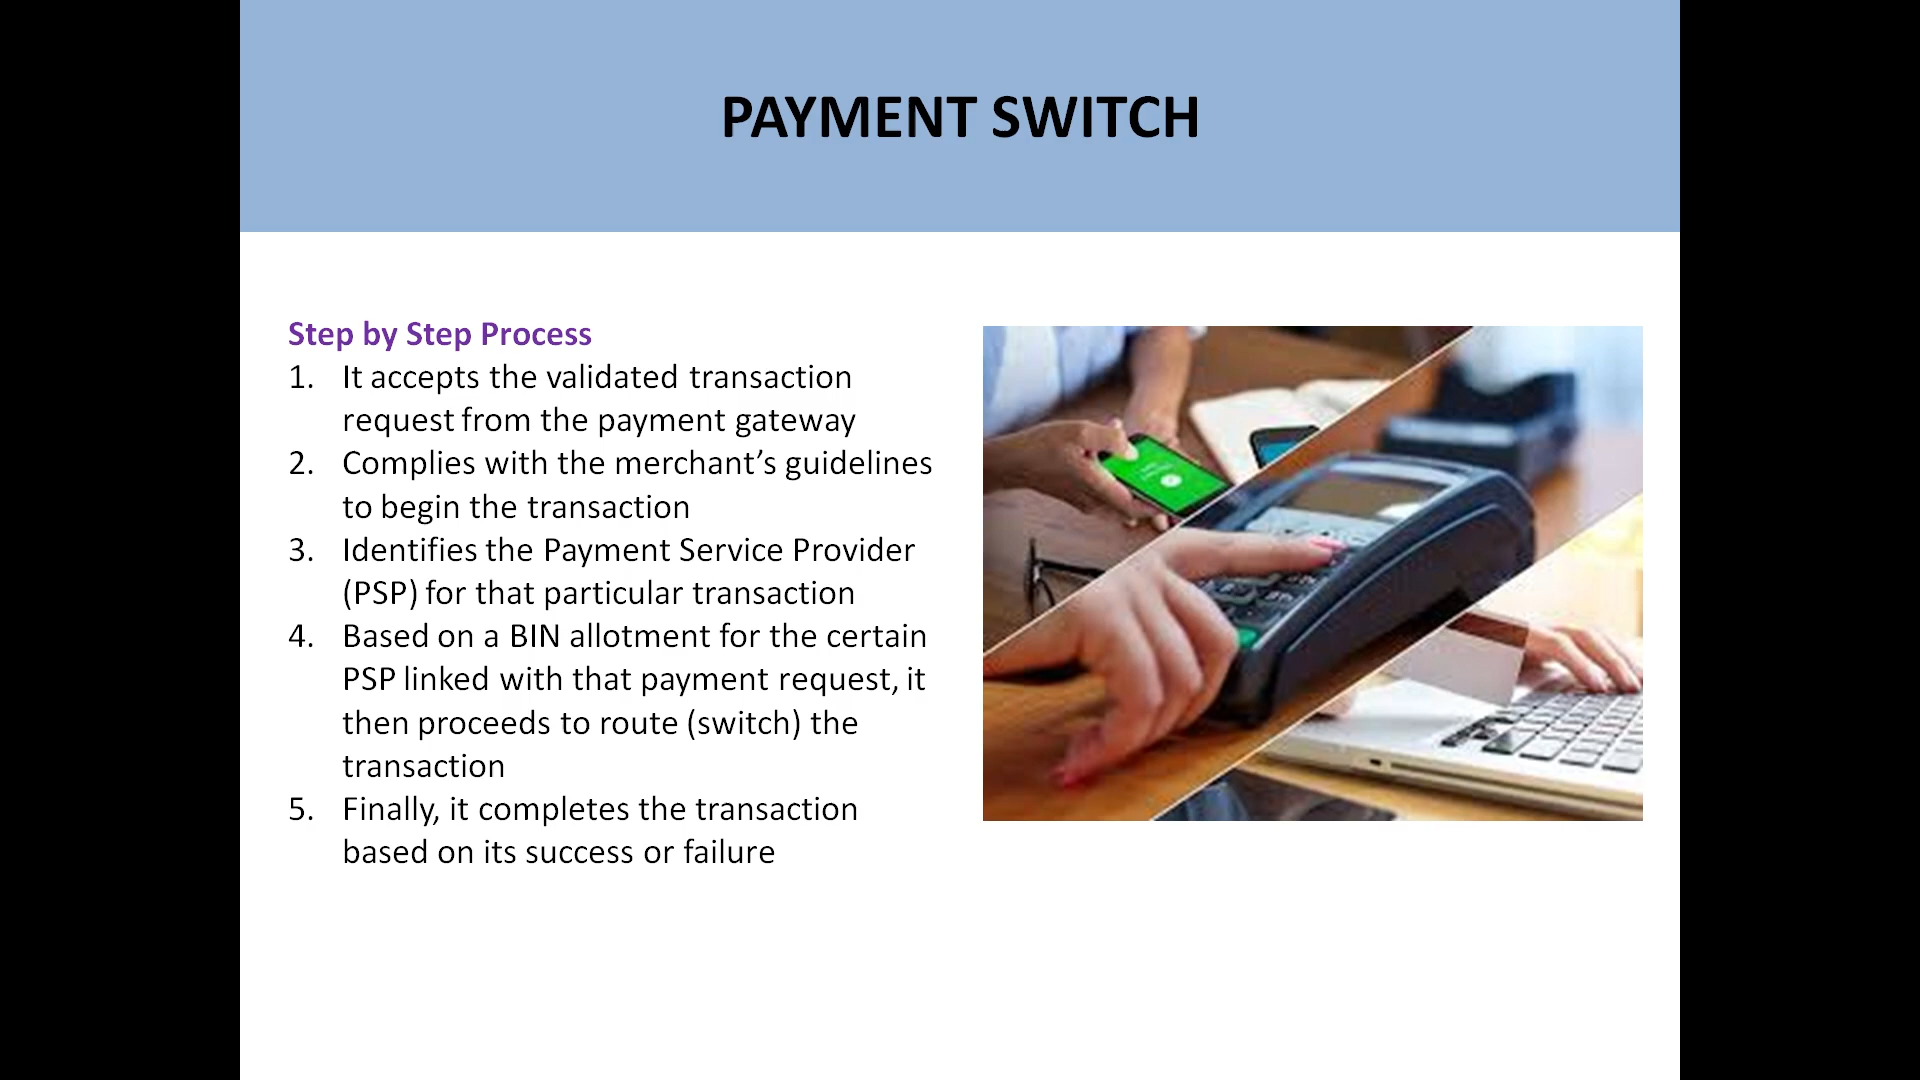 PAYMENT SWITCH
Step by Step Process
1. It accepts the validated transaction
request from the payment gateway
2. Complies with the merchant’s guidelines
to begin the transaction
3. Identifies the Payment Service Provider
(PSP) for that particular transaction
4. Based on a BIN allotment for the certain
PSP linked with that payment request, it
then proceeds to route (switch) the
transaction
5. Finally, it completes the transaction
based on its success or failure